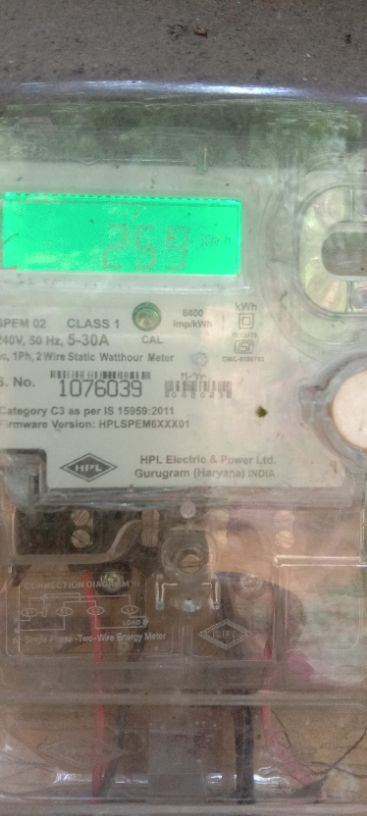 259
SPEM 02 CLASS 1
6400
imp/kWh
kWh
240V, 50 Hz, 5-30A
CAL
ac, 1Ph, 2 Wire Static Watthour Meter
S. No. 1076039
Category C3 as per IS 15959:2011
Firmware Version: HPLSPEM6XXX01
HPL
HPL Electric & Power Ltd.
Gurugram (Haryana) INDIA
CONNECTION DIAGRAM
LOAD
Single Phase -Two-Wire Energy Meter
HPL